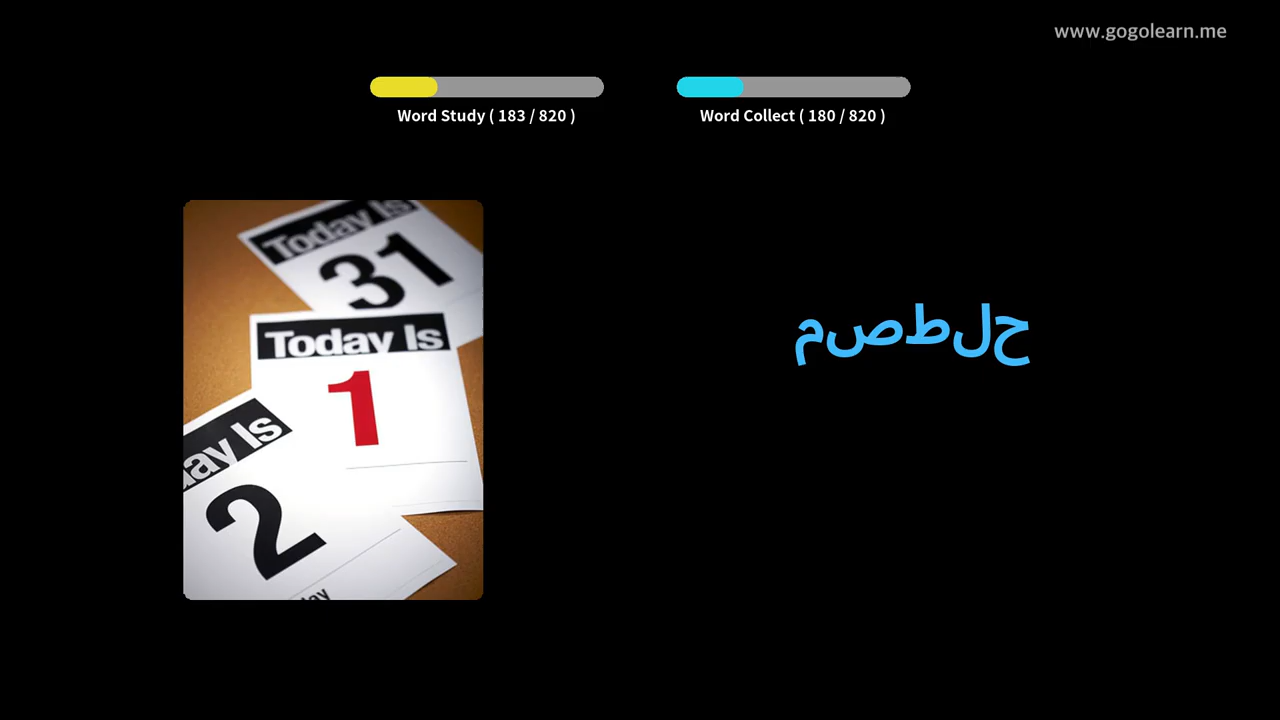 www.gogolearn.me
Word Study ( 183 / 820 )
Word Collect ( 180 / 820 )
Today Is
31
Today Is
1
ay Is
2
مصطلح